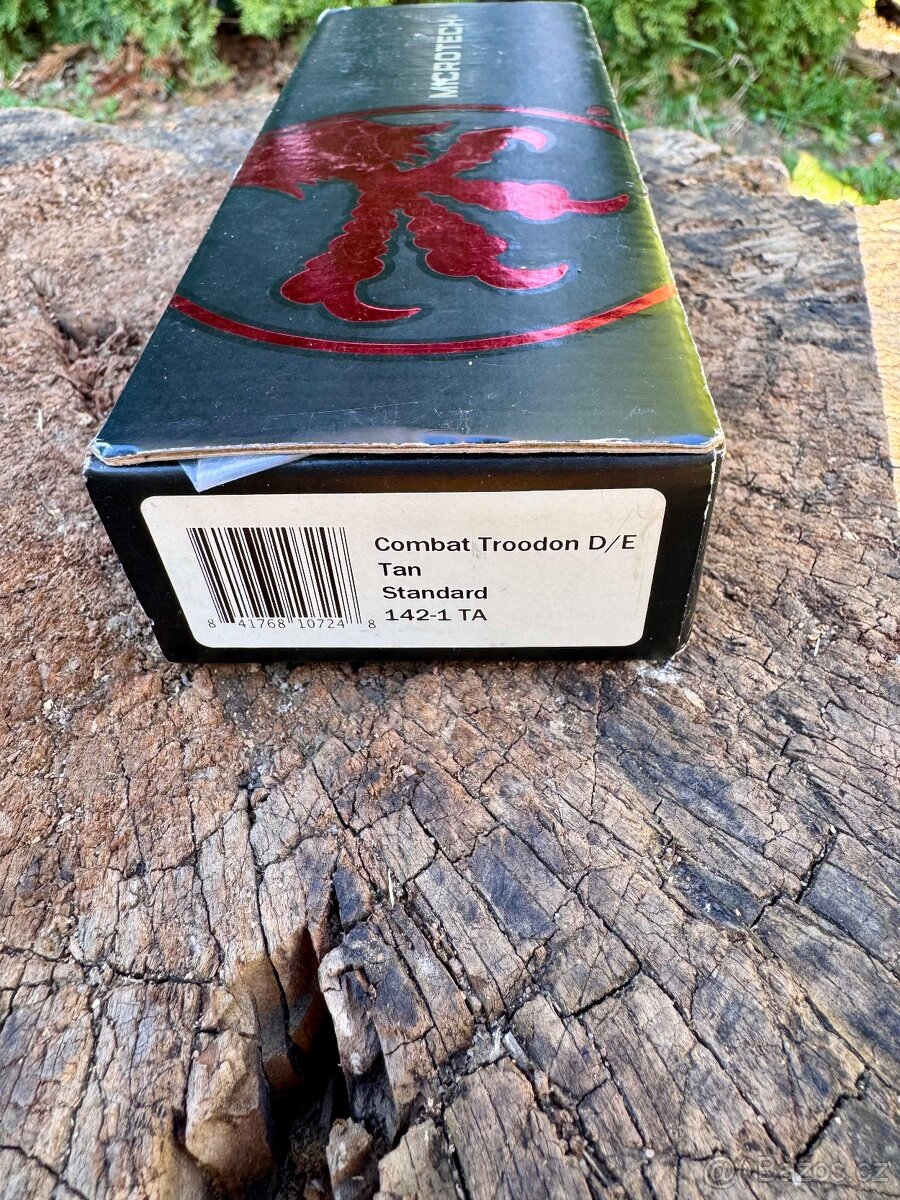 MICROTECH
Combat Troodon D/E
Tan
Standard
142-1 TA
8 41768 10724 8
Bazos.cz